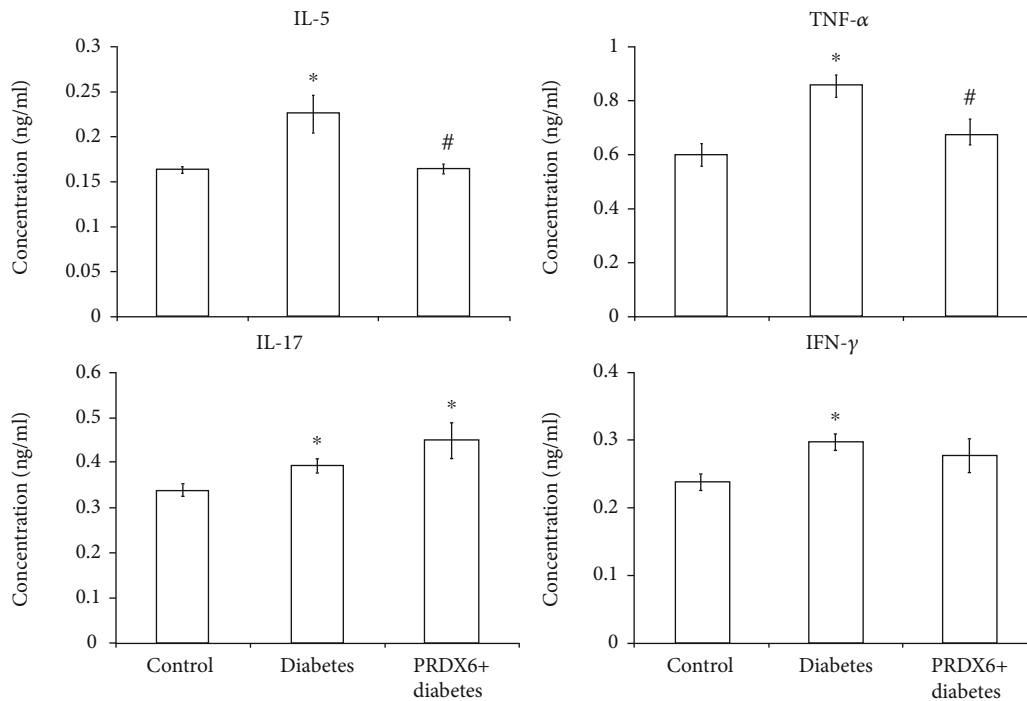 IL-5
Concentration (ng/ml)
0.3
0.25
0.2
0.15
0.1
0.05
0
*
#
TNF-α
Concentration (ng/ml)
1
0.8
0.6
0.4
0.2
0
*
#
IL-17
Concentration (ng/ml)
0.6
0.5
0.4
0.3
0.2
0.1
0
*
*
Control
Diabetes
PRDX6+
diabetes
IFN-γ
Concentration (ng/ml)
0.4
0.3
0.2
0.1
0
*
Control
Diabetes
PRDX6+
diabetes